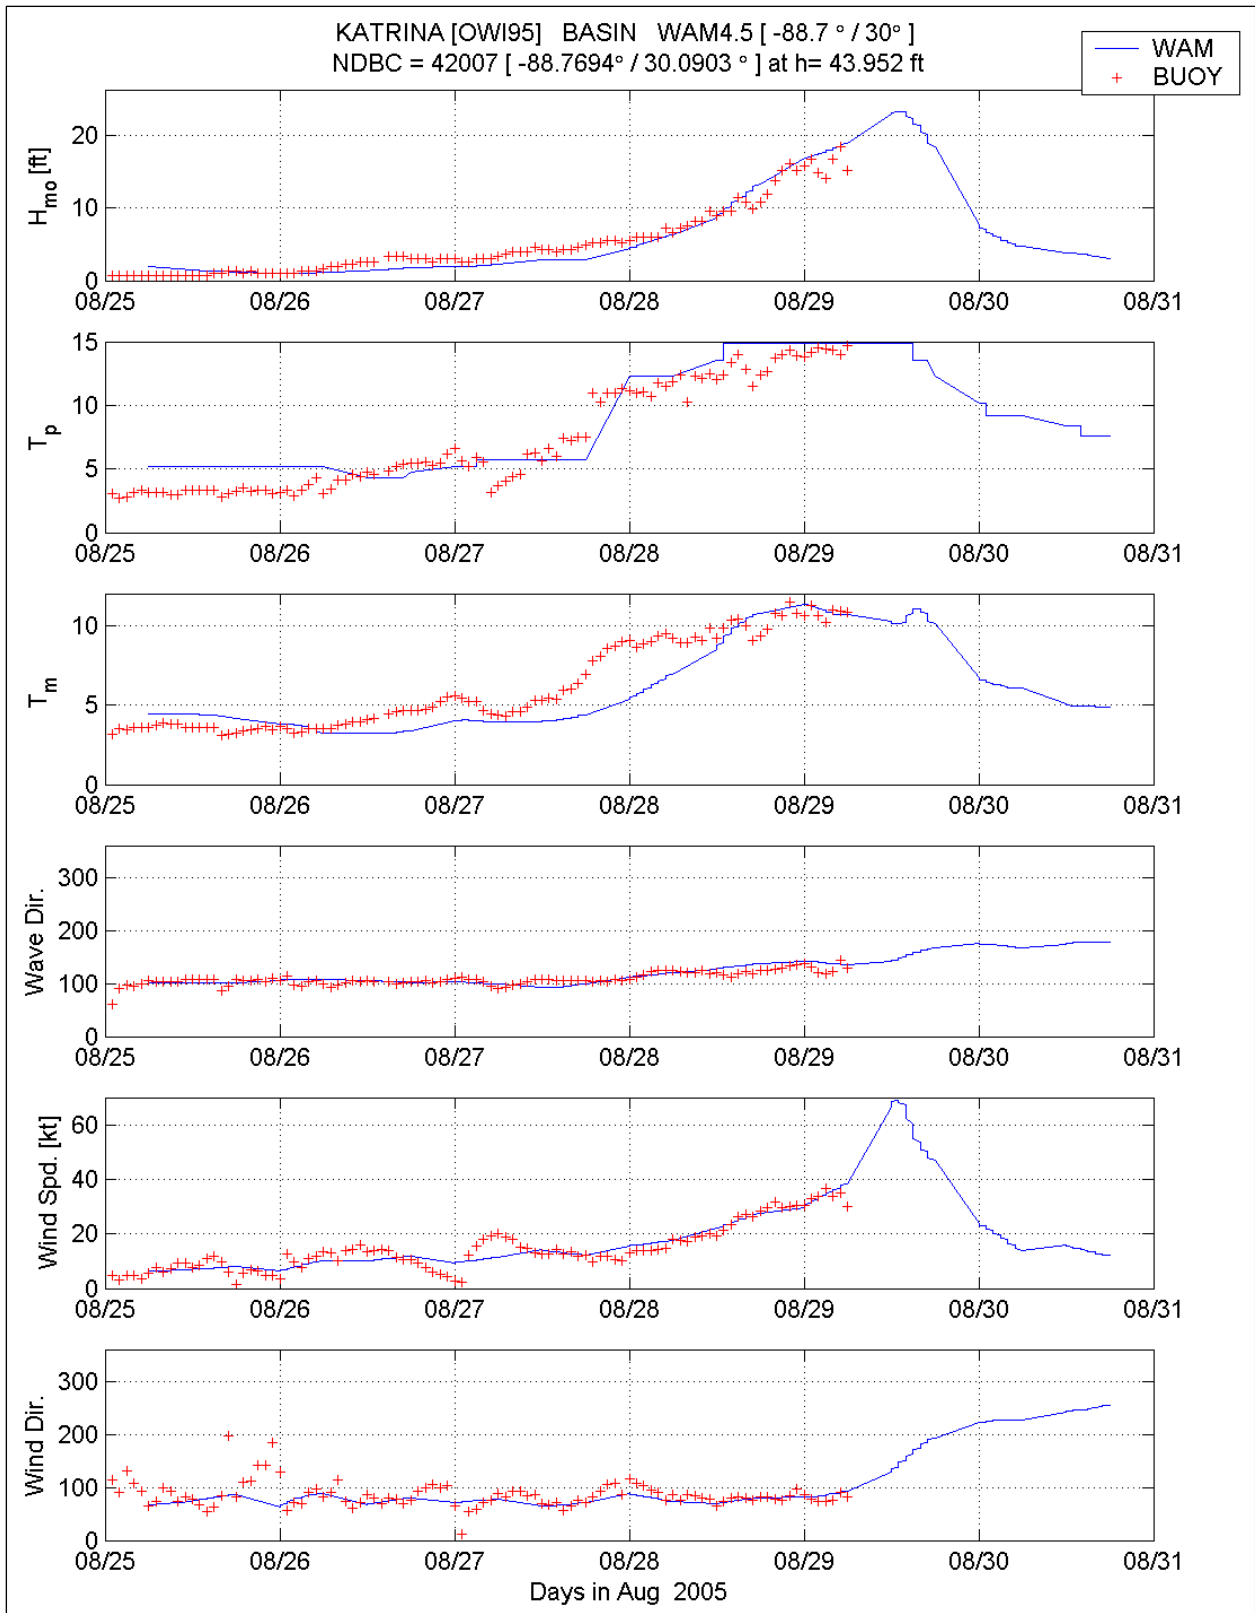 KATRINA [OWI95] BASIN WAM4.5 [ -88.7 ° / 30° ]
NDBC = 42007 [ -88.7694° / 30.0903 ° ] at h= 43.952 ft
WAM
BUOY
H_mo [ft]
20
10
0
08/25 08/26 08/27 08/28 08/29 08/30 08/31
T_p
15
10
5
0
08/25 08/26 08/27 08/28 08/29 08/30 08/31
T_m
10
5
0
08/25 08/26 08/27 08/28 08/29 08/30 08/31
Wave Dir.
300
200
100
0
08/25 08/26 08/27 08/28 08/29 08/30 08/31
Wind Spd. [kt]
60
40
20
0
08/25 08/26 08/27 08/28 08/29 08/30 08/31
Wind Dir.
300
200
100
0
08/25 08/26 08/27 08/28 08/29 08/30 08/31
Days in Aug 2005